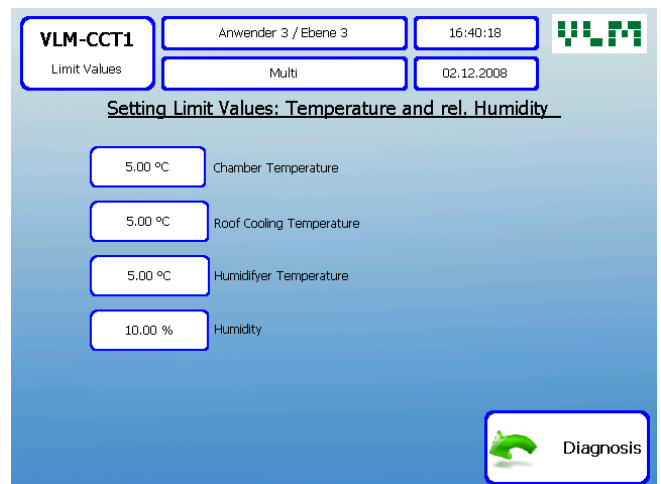 VLM-CCT1
Limit Values
Anwender 3 / Ebene 3
16:40:18
VLM
Multi
02.12.2008
Setting Limit Values: Temperature and rel. Humidity
5.00 °C Chamber Temperature
5.00 °C Roof Cooling Temperature
5.00 °C Humidifyer Temperature
10.00 % Humidity
Diagnosis